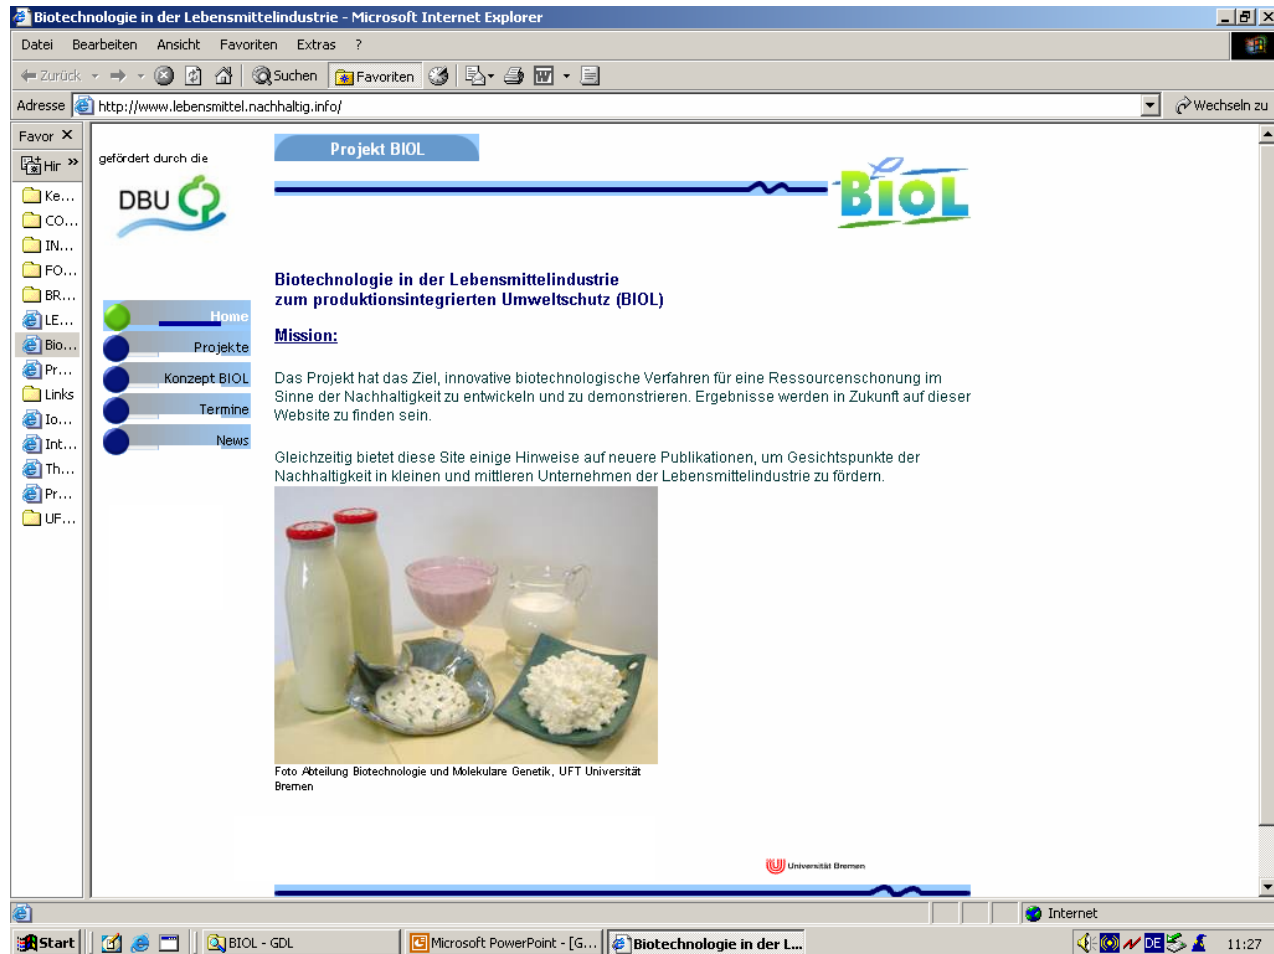 Biotechnologie in der Lebensmittelindustrie - Microsoft Internet Explorer
Datei Bearbeiten Ansicht Favoriten Extras ?
Zurück Suchen Favoriten
Adresse http://www.lebensmittel.nachhaltig.info/ Wechseln zu
Favor
Hir
Ke...
CO...
IN...
FO...
BR...
LE...
Bio...
Pr...
Links
Io...
Int...
Th...
Pr...
UF...
gefördert durch die
DBU
Home
Projekte
Konzept BIOL
Termine
News
Projekt BIOL
BIOL
Biotechnologie in der Lebensmittelindustrie
zum produktionsintegrierten Umweltschutz (BIOL)
Mission:
Das Projekt hat das Ziel, innovative biotechnologische Verfahren für eine Ressourcenschonung im
Sinne der Nachhaltigkeit zu entwickeln und zu demonstrieren. Ergebnisse werden in Zukunft auf dieser
Website zu finden sein.
Gleichzeitig bietet diese Site einige Hinweise auf neuere Publikationen, um Gesichtspunkte der
Nachhaltigkeit in kleinen und mittleren Unternehmen der Lebensmittelindustrie zu fördern.
Foto Abteilung Biotechnologie und Molekulare Genetik, UFT Universität
Bremen
Universität Bremen
Internet
Start BIOL - GDL Microsoft PowerPoint - [G... Biotechnologie in der L... DE 11:27